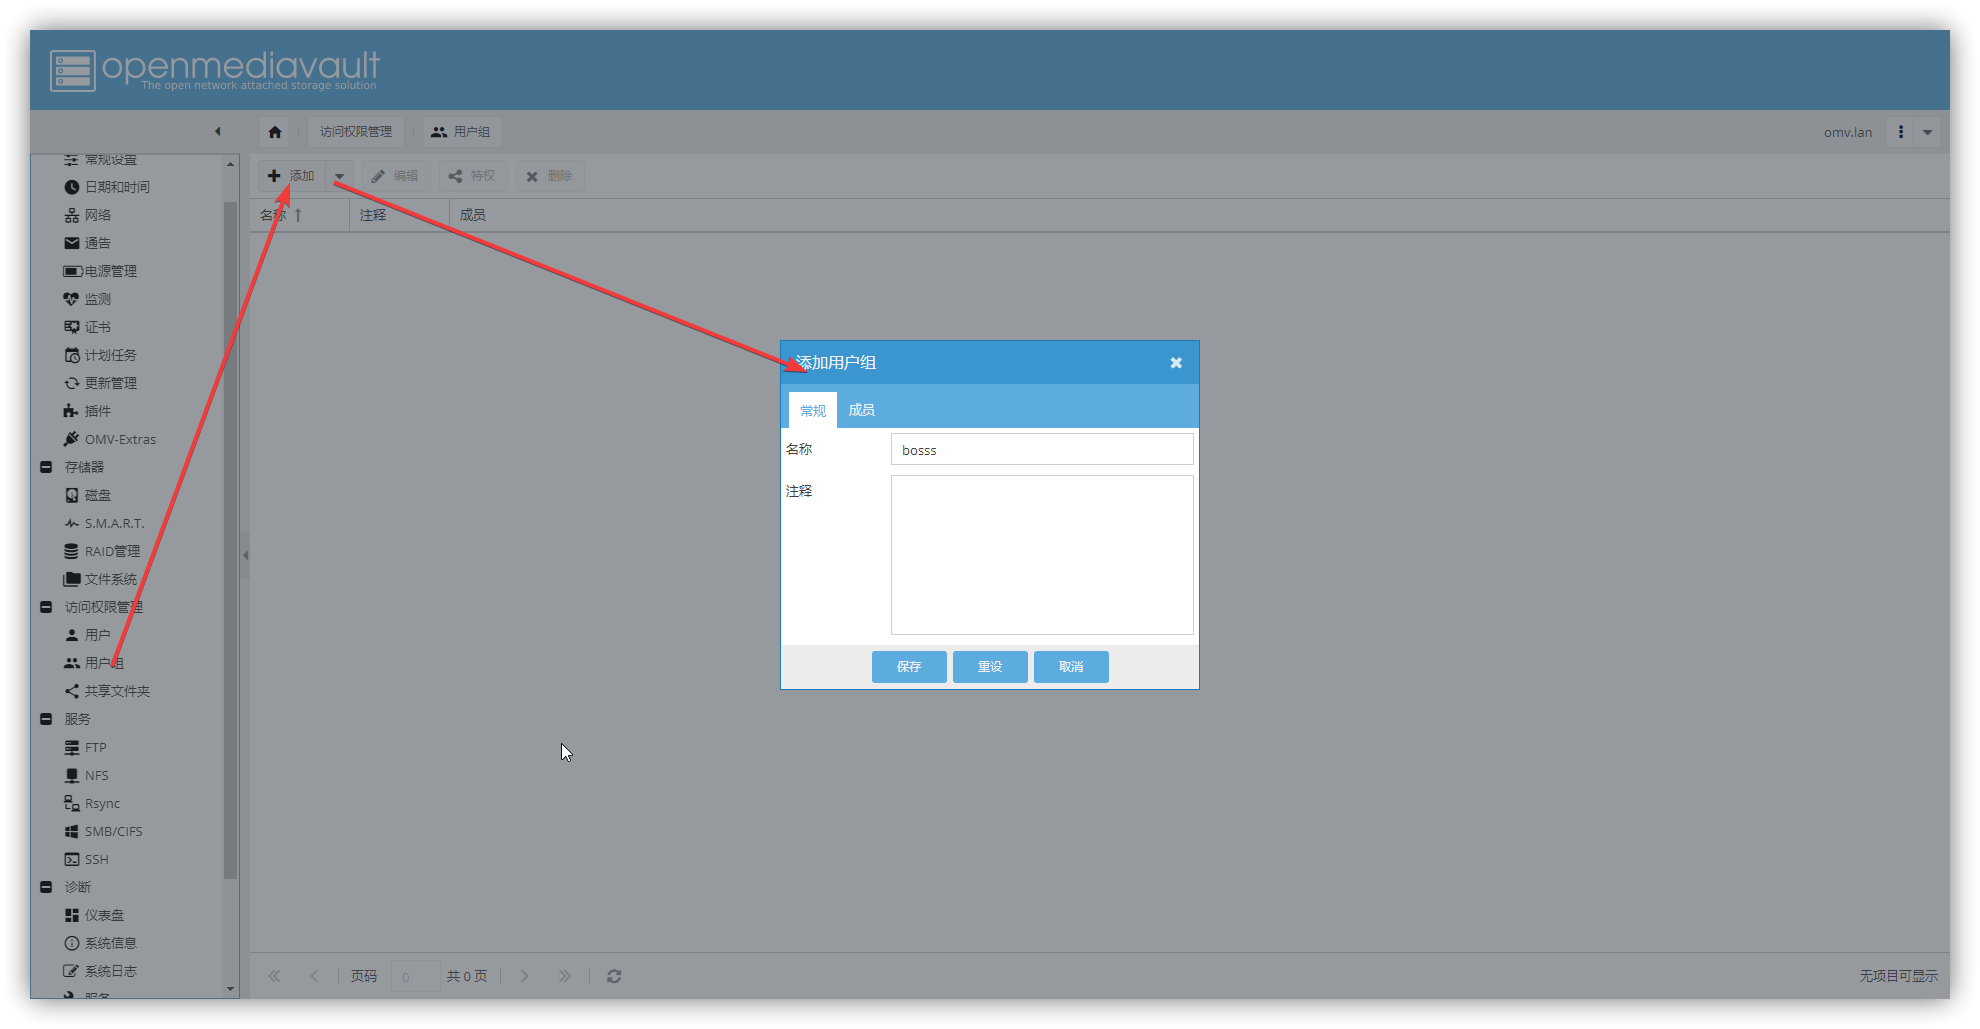 openmediavault
The open network attached storage solution
访问权限管理
用户组
omv.lan
常规设置
日期和时间
网络
通告
电源管理
监测
证书
计划任务
更新管理
插件
OMV-Extras
存储器
磁盘
S.M.A.R.T.
RAID管理
文件系统
访问权限管理
用户
用户组
共享文件夹
服务
FTP
NFS
Rsync
SMB/CIFS
SSH
诊断
仪表盘
系统信息
系统日志
服务
添加
编辑
特权
删除
名称
注释
成员
添加用户组
常规
成员
名称
bosss
注释
保存
重设
取消
页码
0
共 0 页
无项目可显示